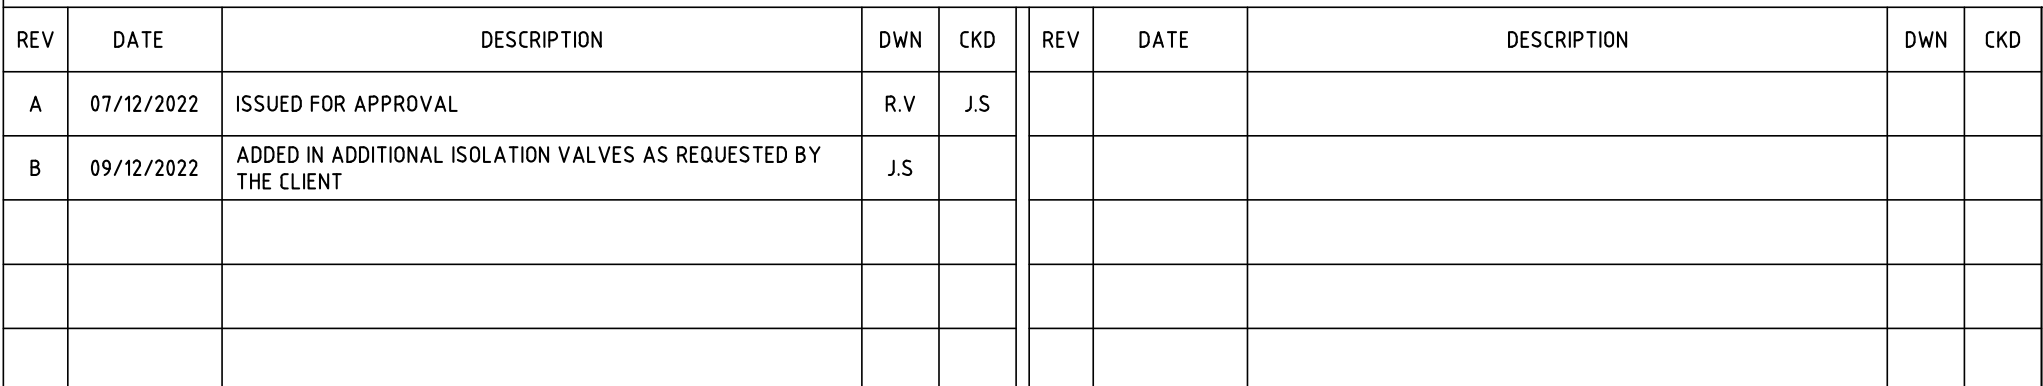 REV DATE DESCRIPTION DWN CKD REV DATE DESCRIPTION DWN CKD
A 07/12/2022 ISSUED FOR APPROVAL R.V J.S
B 09/12/2022 ADDED IN ADDITIONAL ISOLATION VALVES AS REQUESTED BY J.S
THE CLIENT